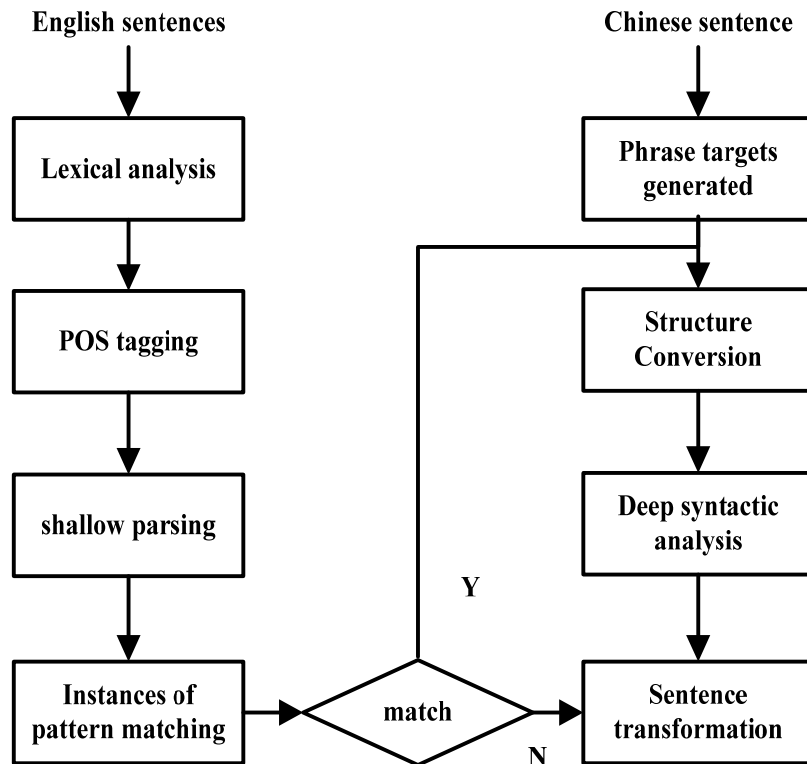 English sentences
Lexical analysis
POS tagging
shallow parsing
Instances of
pattern matching
match
Y
N
Chinese sentence
Phrase targets
generated
Structure
Conversion
Deep syntactic
analysis
Sentence
transformation